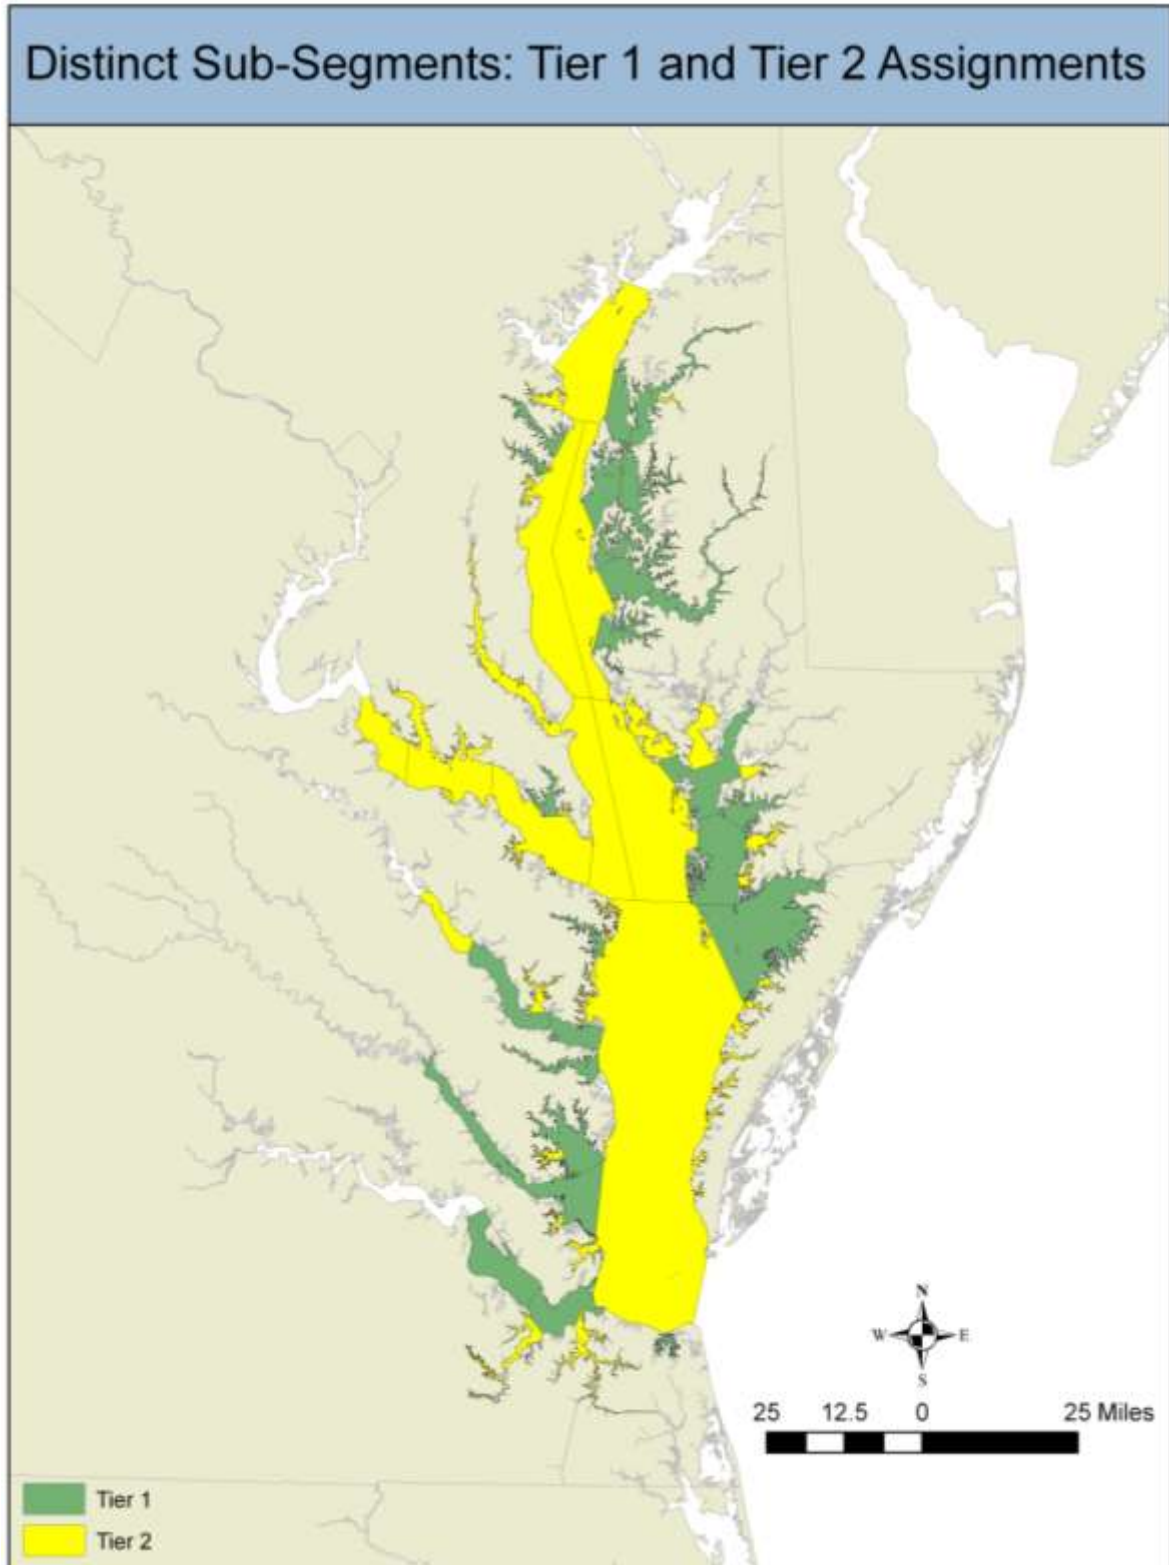 Distinct Sub-Segments: Tier 1 and Tier 2 Assignments
N
W E
S
25 12.5 0 25 Miles
Tier 1
Tier 2